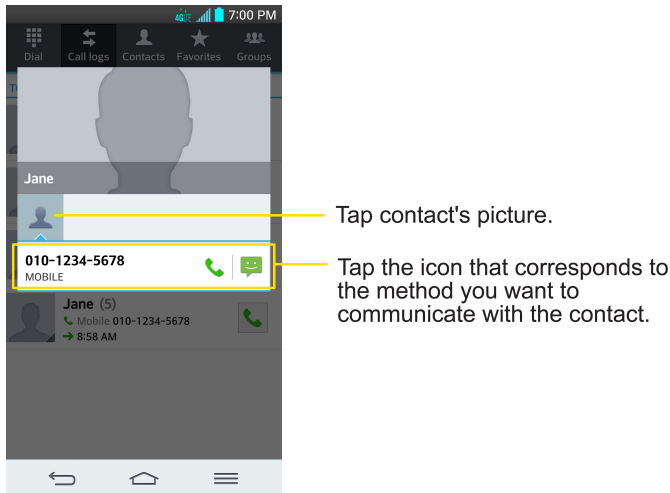 4G LTE 7:00 PM
Dial Call logs Contacts Favorites Groups
Jane
Tap contact's picture.
010-1234-5678
MOBILE
Tap the icon that corresponds to
the method you want to
communicate with the contact.
Jane (5)
Mobile 010-1234-5678
8:58 AM